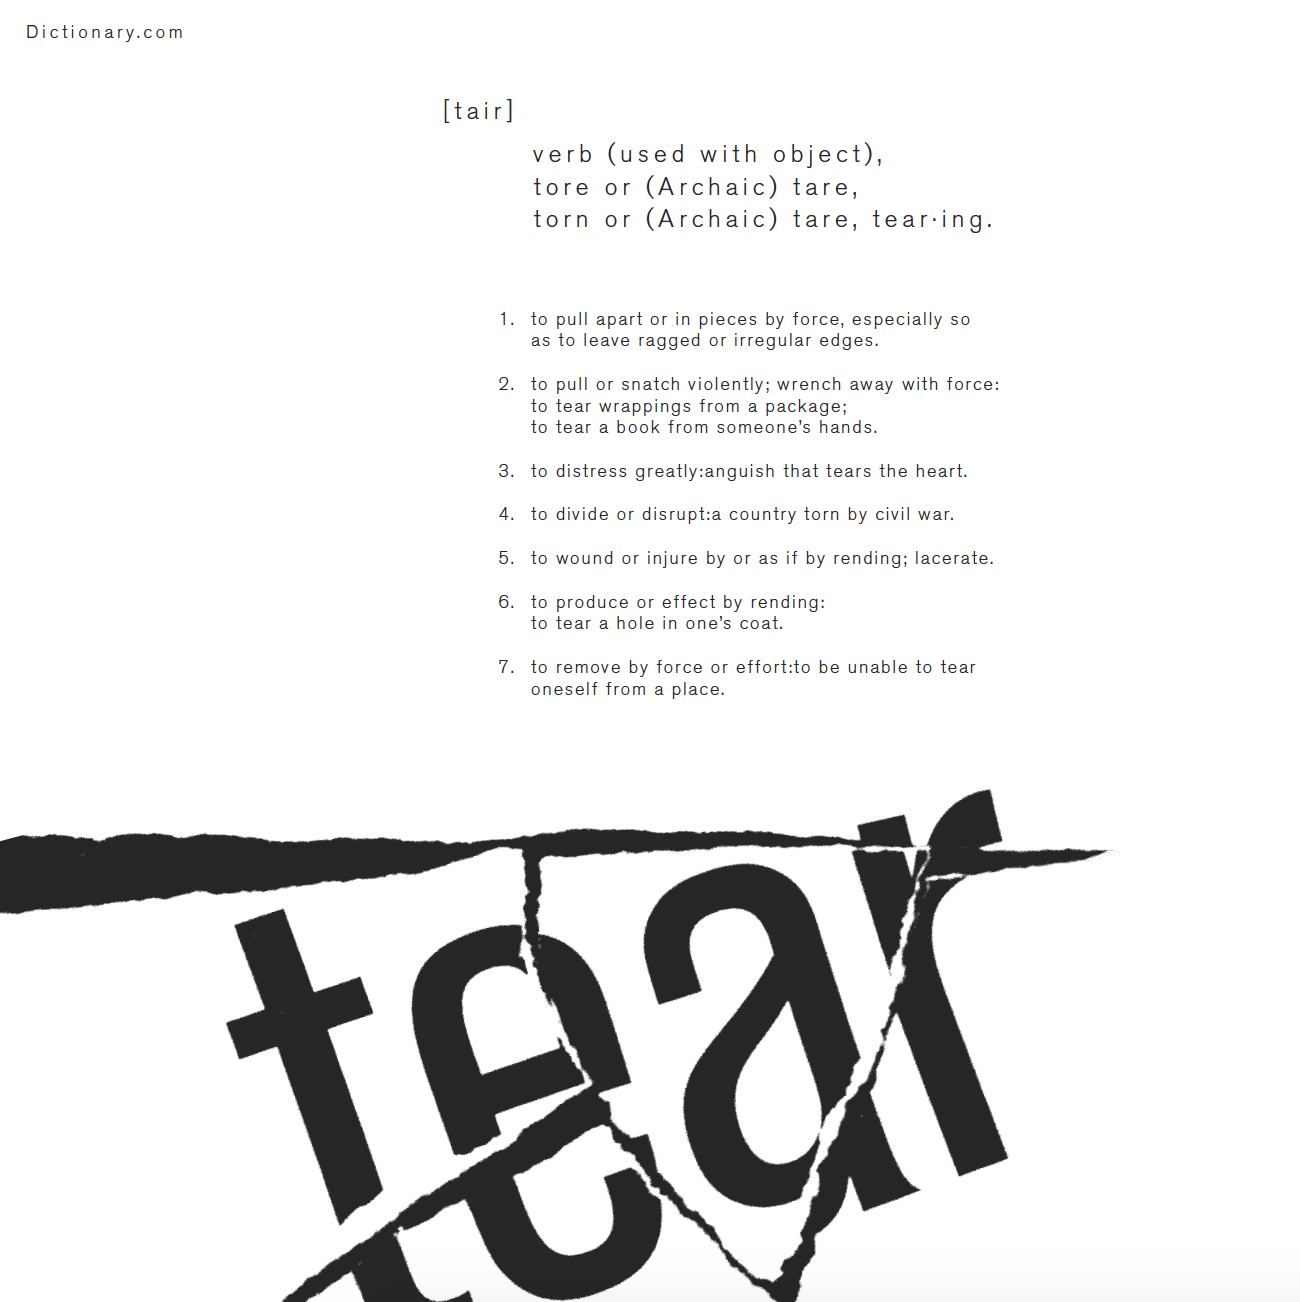 Dictionary.com
[tair]
verb (used with object),
tore or (Archaic) tare,
torn or (Archaic) tare, tear·ing.
1. to pull apart or in pieces by force, especially so
as to leave ragged or irregular edges.
2. to pull or snatch violently; wrench away with force:
to tear wrappings from a package;
to tear a book from someone’s hands.
3. to distress greatly:anguish that tears the heart.
4. to divide or disrupt:a country torn by civil war.
5. to wound or injure by or as if by rending; lacerate.
6. to produce or effect by rending:
to tear a hole in one’s coat.
7. to remove by force or effort:to be unable to tear
oneself from a place.
tear